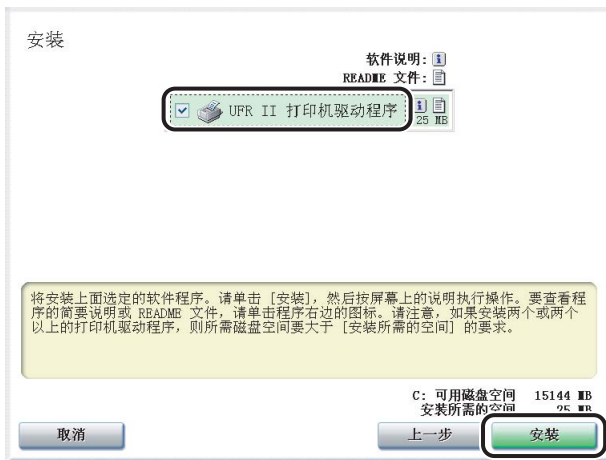 安装
软件说明:
README 文件:
UFR II 打印机驱动程序
25 MB
将安装上面选定的软件程序。请单击 [安装], 然后按屏幕上的说明执行操作。要查看程
序的简要说明或 README 文件, 请单击程序右边的图标。请注意, 如果安装两个或两个
以上的打印机驱动程序, 则所需磁盘空间要大于 [安装所需的空间] 的要求。
C: 可用磁盘空间 15144 MB
安装所需的空间 25 MB
取消 上一步 安装